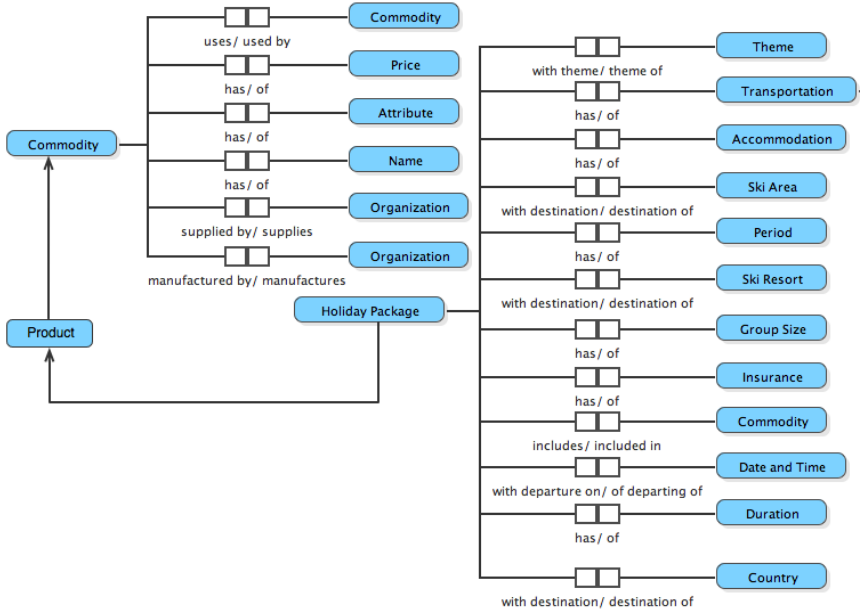 Commodity
uses/ used by
Price
has/ of
Attribute
has/ of
Commodity
Name
has/ of
Organization
supplied by/ supplies
Organization
manufactured by/ manufactures
Product
Holiday Package
Theme
with theme/ theme of
Transportation
has/ of
Accommodation
has/ of
Ski Area
with destination/ destination of
Period
has/ of
Ski Resort
with destination/ destination of
Group Size
has/ of
Insurance
has/ of
Commodity
includes/ included in
Date and Time
with departure on/ of departing of
Duration
has/ of
Country
with destination/ destination of